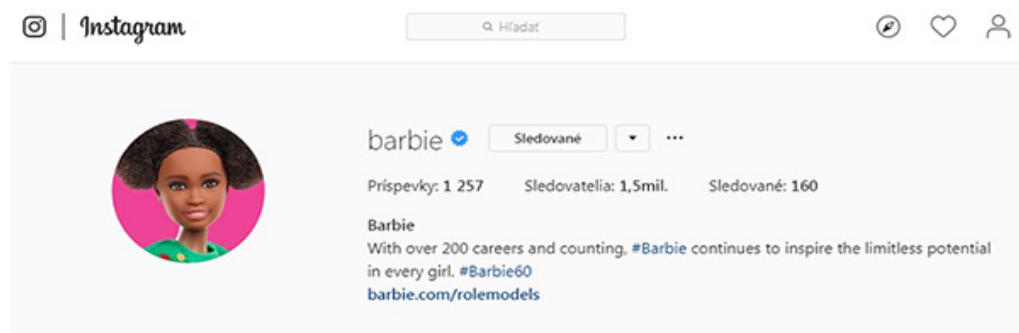 Instagram
Hľadať
barbie
Sledované
Príspevky: 1 257 Sledovatelia: 1,5mil. Sledované: 160
Barbie
With over 200 careers and counting, #Barbie continues to inspire the limitless potential
in every girl. #Barbie60
barbie.com/rolemodels